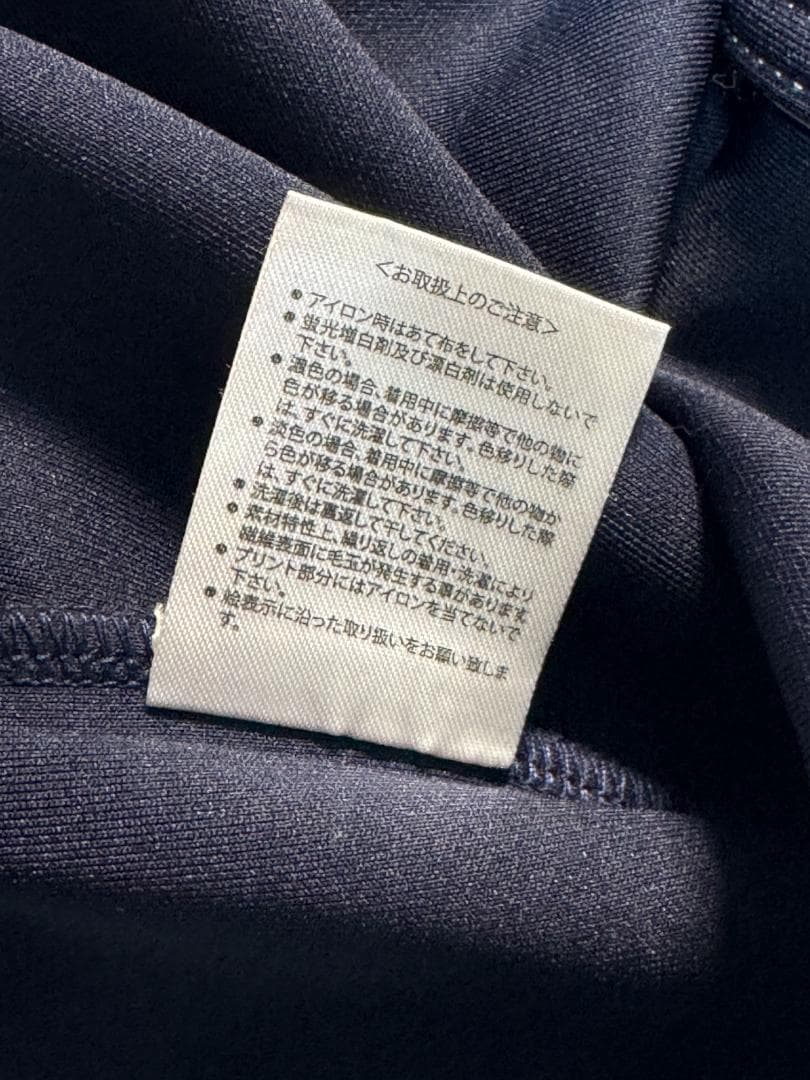 <お取扱上のご注意>
●アイロン時はあて布をして下さい。
●蛍光増白剤及び漂白剤は使用しないで
下さい。
●濃色の場合、着用中に摩擦等で他の物に
色が移る場合があります。色移りした際
は、すぐに洗濯して下さい。
●淡色の場合、着用中に摩擦等で他の物か
ら色が移る場合があります。色移りした際
は、すぐに洗濯して下さい。
●洗濯後は裏返して干してください。
●素材特性上、繰り返しの着用・洗濯により
繊維表面に毛玉が発生する事があります
●プリント部分にはアイロンを当てないで
下さい。
●絵表示に沿った取り扱いをお願い致しま
す。